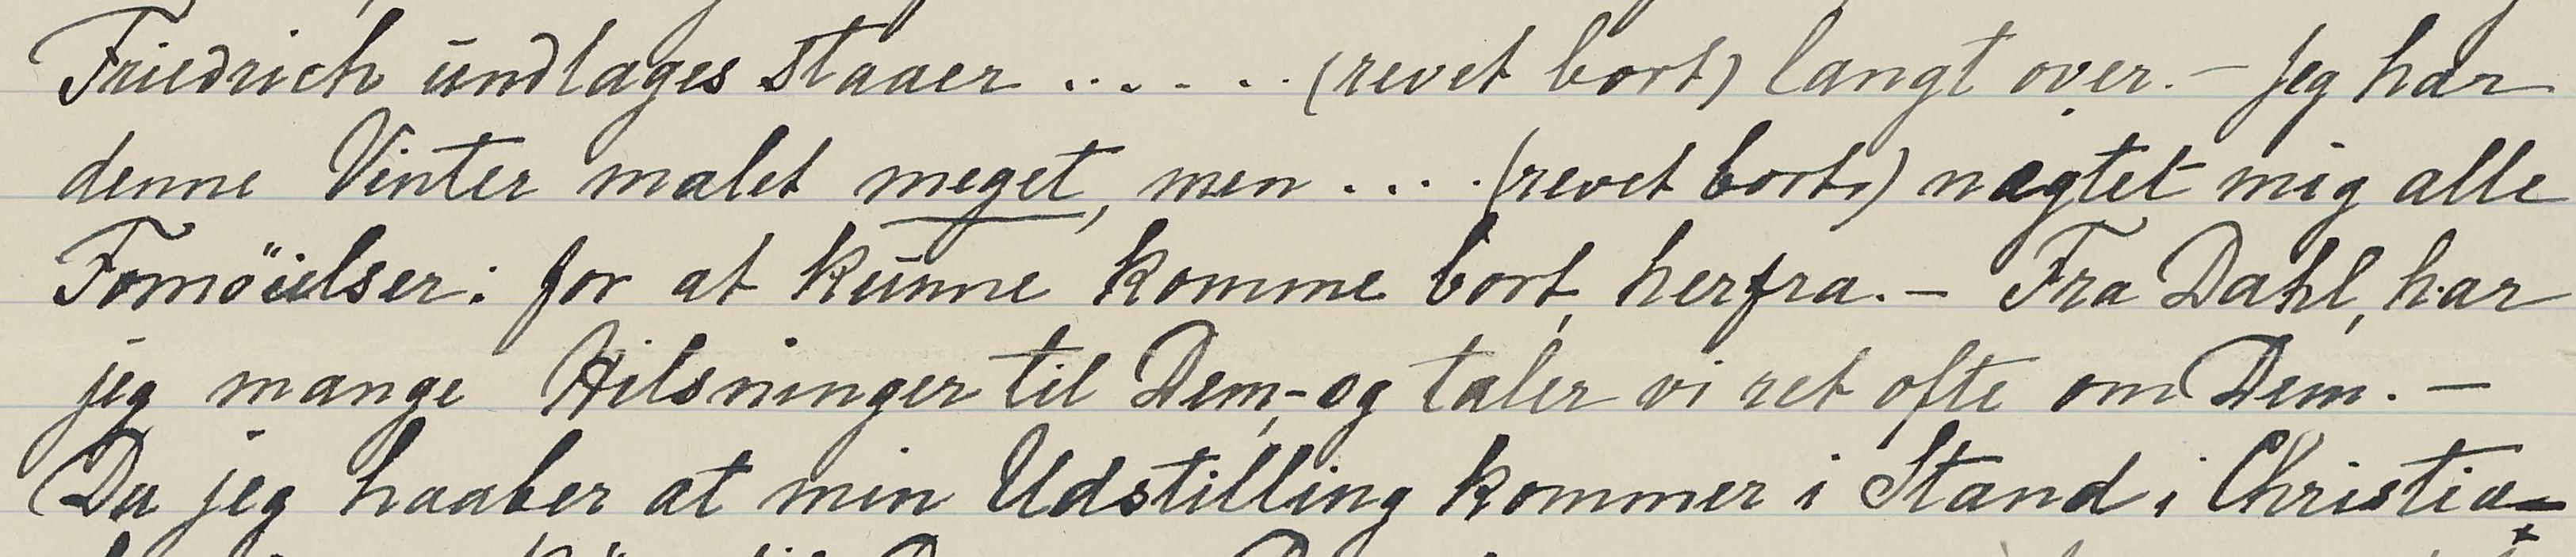 Friedrich undtages staaer ...... (revet bort) langt over. – Jeg har
denne Vinter malet meget, men .... (revet bort) nægtet mig alle
Fornöielser: for at kunne komme bort herfra. – Fra Dahl, har
jeg mange Hilsninger til Dem, - og taler vi ret ofte om Dem. –
Da jeg haaber at min Udstilling kommer i Stand i Christia=